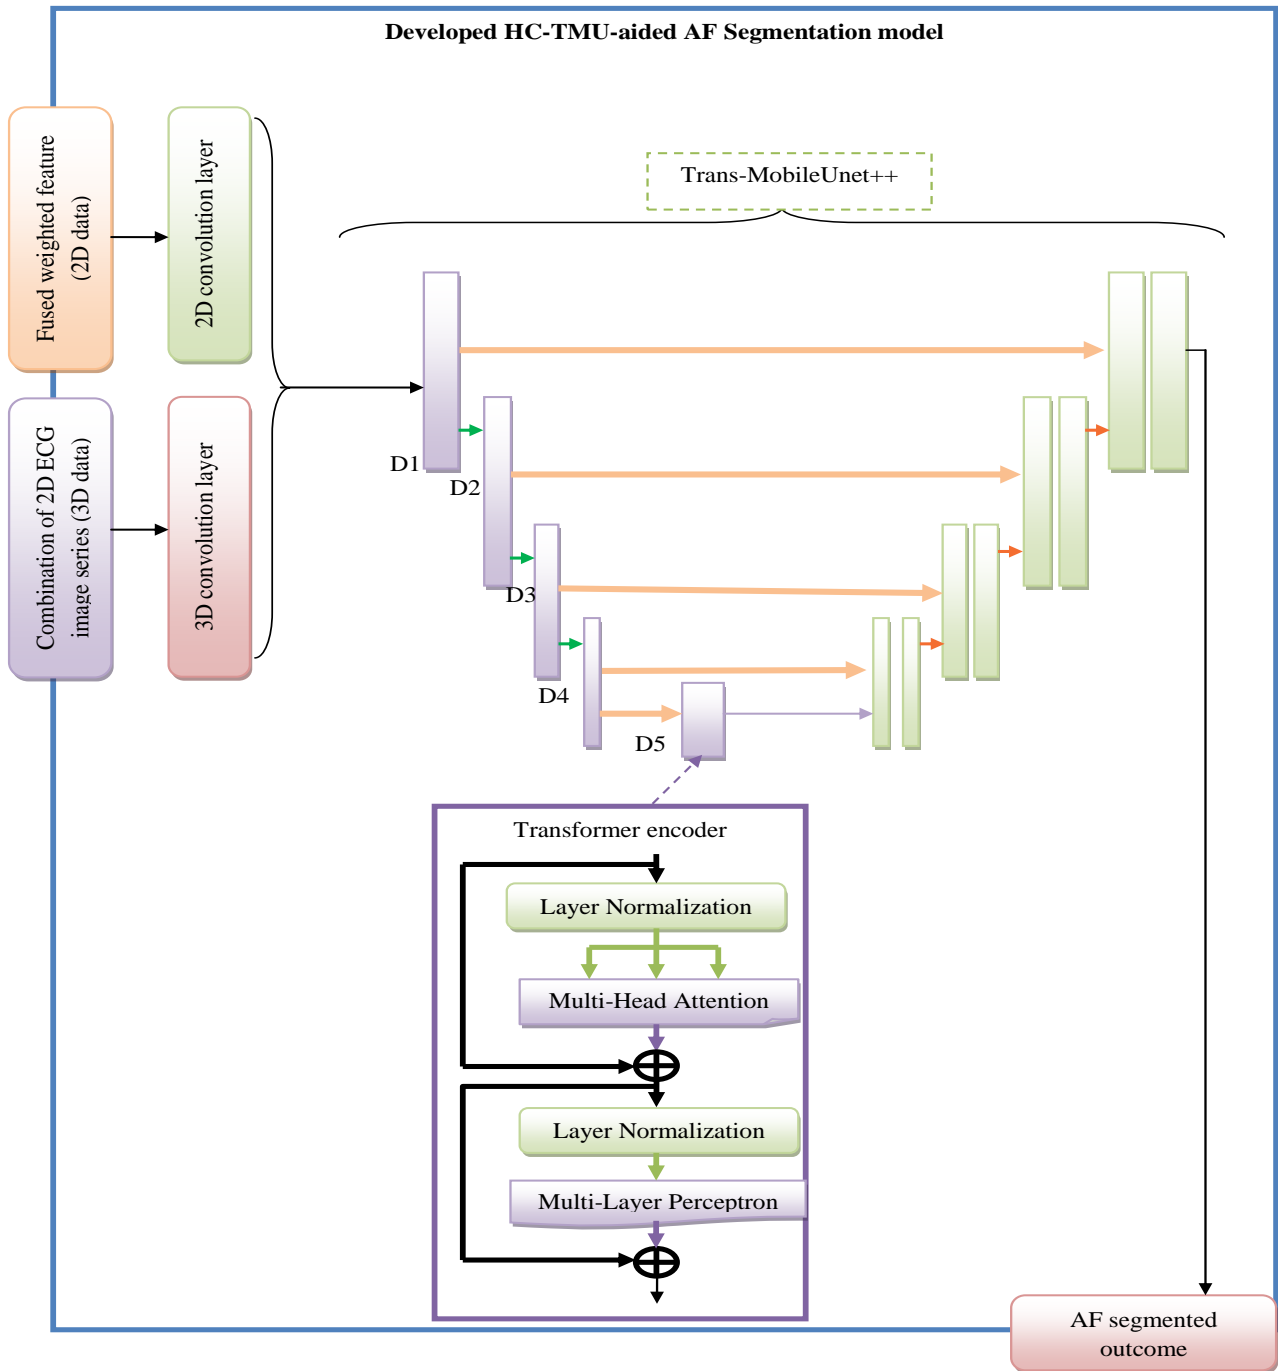 Developed HC-TMU-aided AF Segmentation model
Fused weighted feature
(2D data)
2D convolution layer
Combination of 2D ECG
image series (3D data)
3D convolution layer
Trans-MobileUnet++
D1
D2
D3
D4
D5
Transformer encoder
Layer Normalization
Multi-Head Attention
Layer Normalization
Multi-Layer Perceptron
AF segmented
outcome